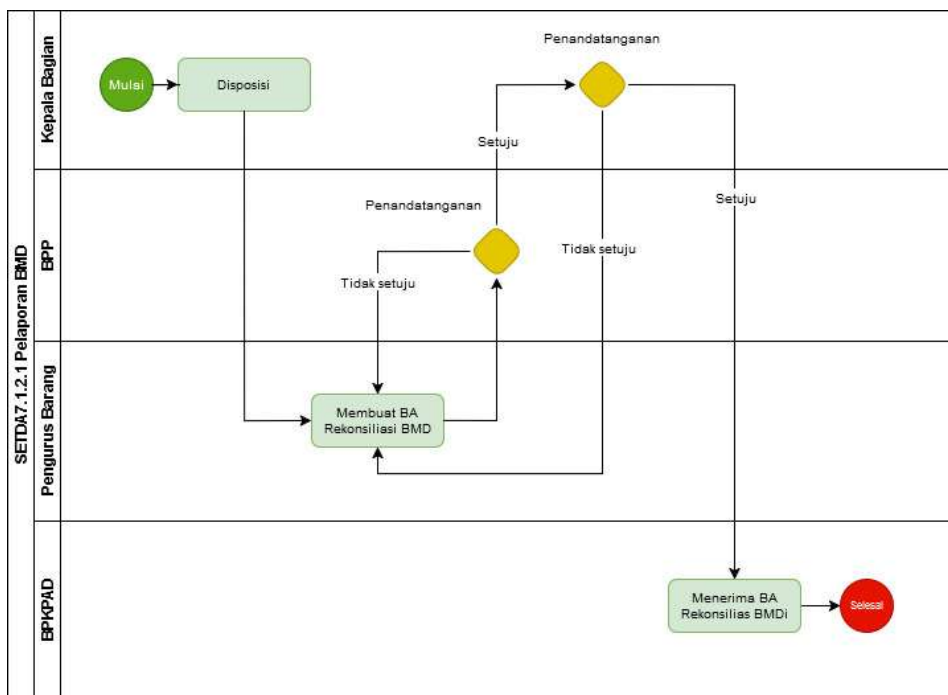 SETDA7.1.2.1 Pelaporan BMD
Kepala Bagian
Mulai
Disposisi
Penandatanganan
Setuju
Setuju
BPP
Penandatanganan
Tidak setuju
Tidak setuju
Pengurus Barang
Membuat BA
Rekonsiliasi BMD
BPKPAD
Menerima BA
Rekonsilias BMDi
Selesai